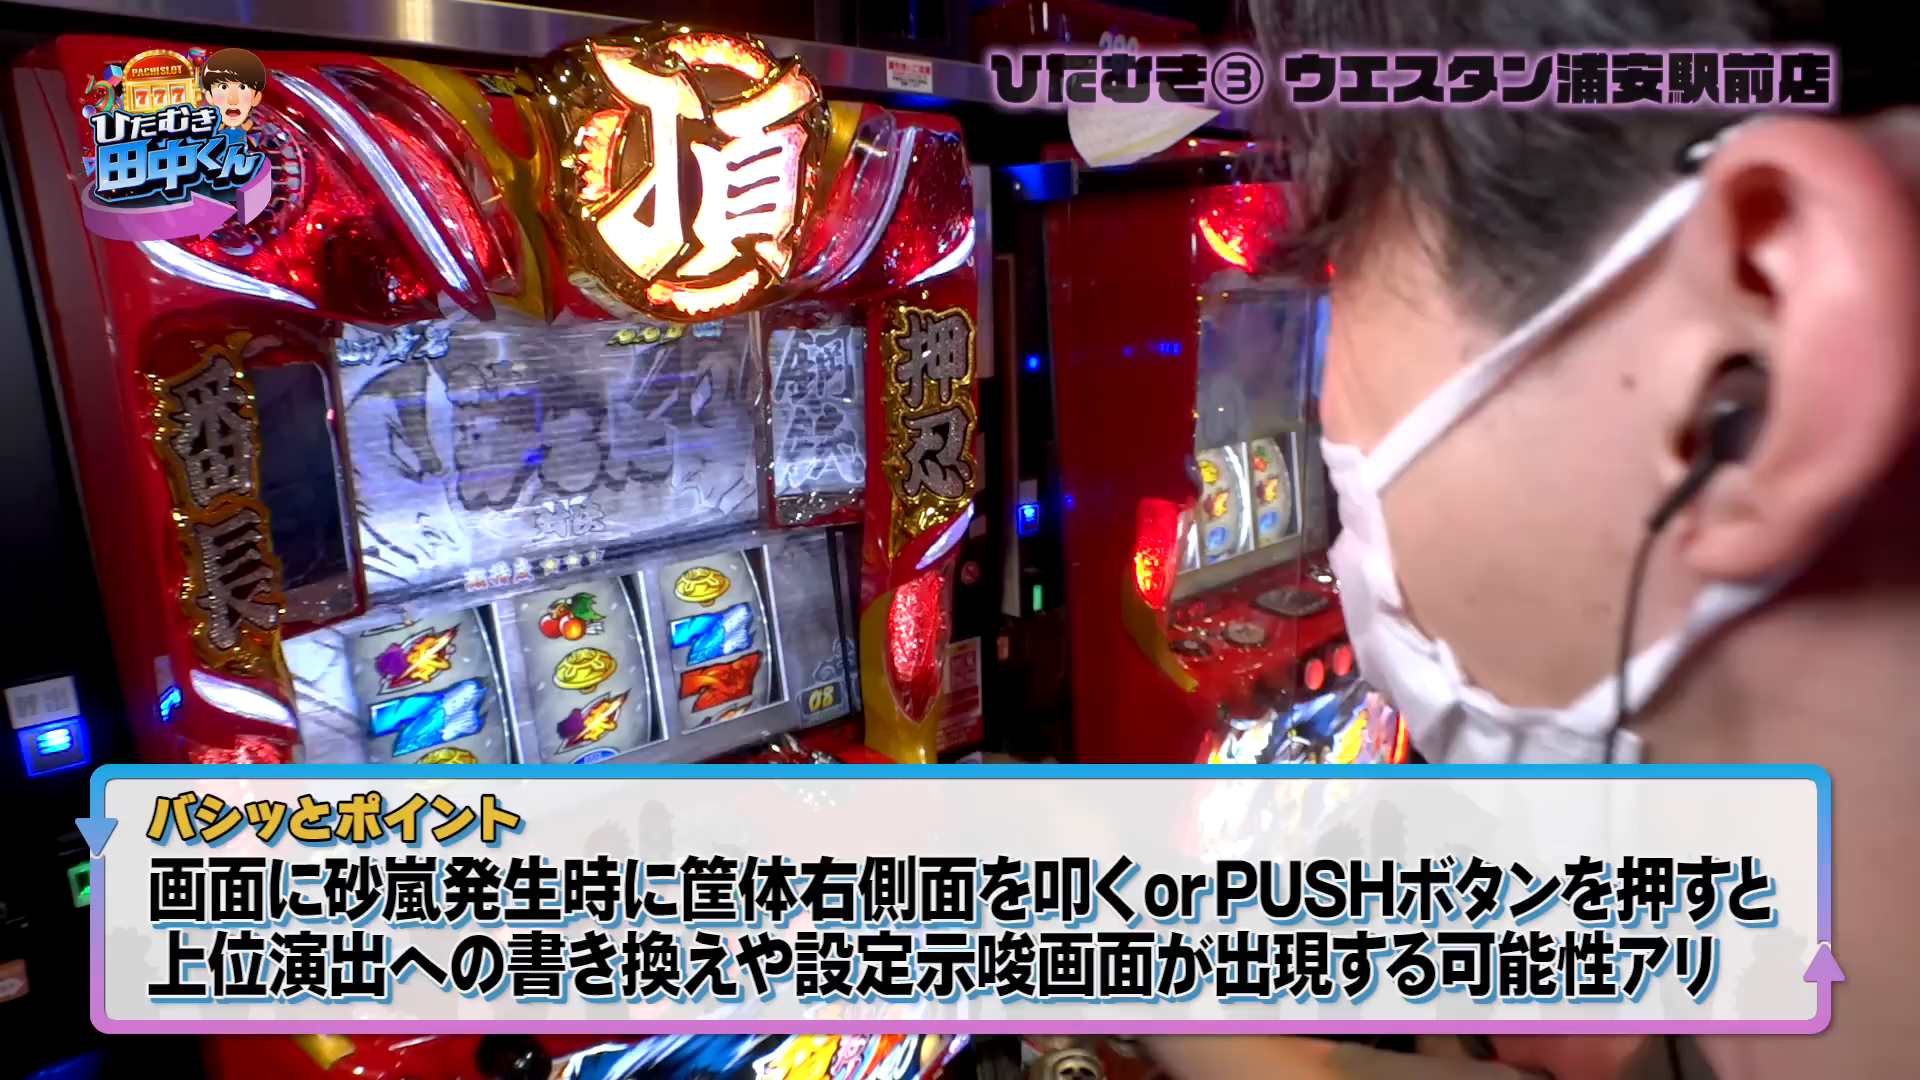 PACHISLOT
777
ひたむき
田中くん
ひたむき③ ウエスタン浦安駅前店
頂
番長
押忍
08
バシッとポイント
画面に砂嵐発生時に筐体右側面を叩くor PUSHボタンを押すと
上位演出への書き換えや設定示唆画面が出現する可能性アリ